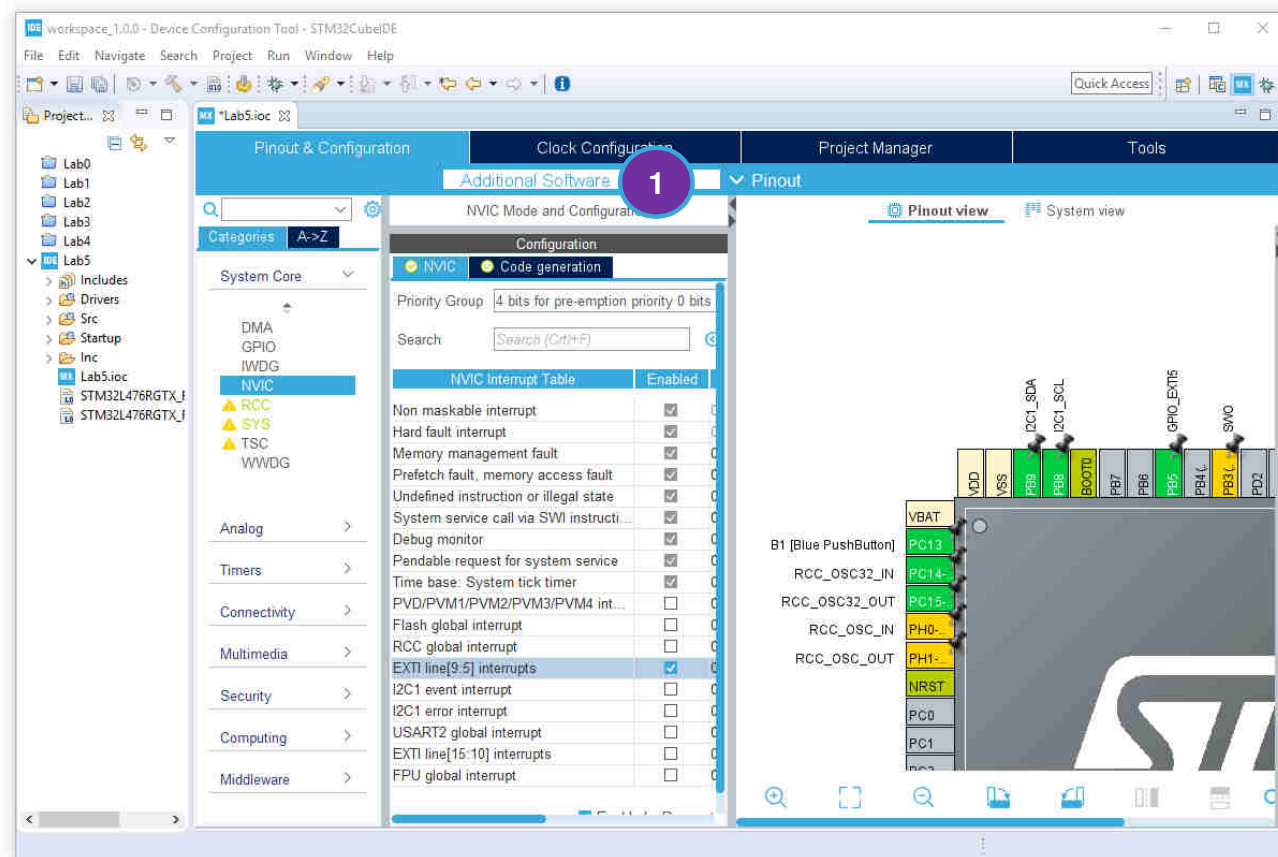 workspace_1.0.0 - Device Configuration Tool - STM32CubeIDE
File Edit Navigate Search Project Run Window Help
Quick Access
Project...
*Lab5.ioc
Lab0
Lab1
Lab2
Lab3
Lab4
Lab5
Includes
Drivers
Src
Startup
Inc
Lab5.ioc
STM32L476RGTX_F
STM32L476RGTX_F
Pinout & Configuration
Clock
Project Manager
Tools
Additional Software
1
Pinout
Categories
A->Z
System Core
DMA
GPIO
IWDG
NVIC
RCC
SYS
TSC
WWDG
Analog
Timers
Connectivity
Multimedia
Security
Computing
Middleware
NVIC Mode and
Configuration
NVIC
Code generation
Priority Group 4 bits for pre-emption priority 0 bits
Search Search (Crtl+F)
NVIC Interrupt Table Enabled
Non maskable interrupt
Hard fault interrupt
Memory management fault
Prefetch fault, memory access fault
Undefined instruction or illegal state
System service call via SWI instructi...
Debug monitor
Pendable request for system service
Time base: System tick timer
PVD/PVM1/PVM2/PVM3/PVM4 int...
Flash global interrupt
RCC global interrupt
EXTI line[9:5] interrupts
I2C1 event interrupt
I2C1 error interrupt
USART2 global interrupt
EXTI line[15:10] interrupts
FPU global interrupt
Pinout view
System view
I2C1_SDA
I2C1_SCL
GPIO_EXTI5
SWO
VDD
VSS
PB9
PB8
BOOT0
PB7
PB6
PB5
PB4 (..
PB3 (..
PD2
VBAT
B1 [Blue PushButton] PC13
RCC_OSC32_IN PC14-..
RCC_OSC32_OUT PC15-..
RCC_OSC_IN PH0-..
RCC_OSC_OUT PH1-..
NRST
PC0
PC1